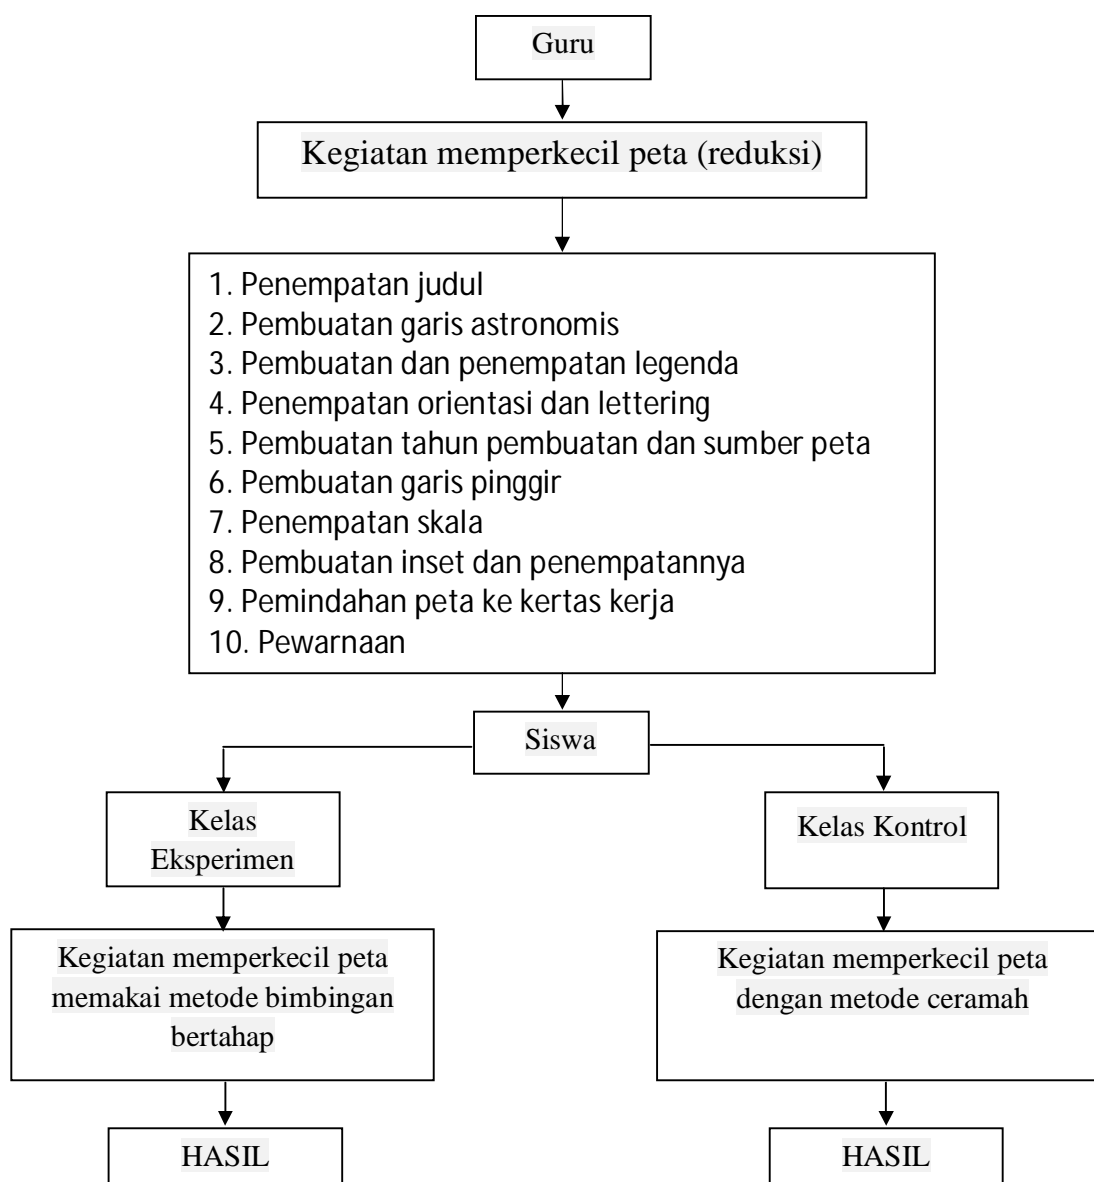 Guru
Kegiatan memperkecil peta (reduksi)
1. Penempatan judul
2. Pembuatan garis astronomis
3. Pembuatan dan penempatan legenda
4. Penempatan orientasi dan lettering
5. Pembuatan tahun pembuatan dan sumber peta
6. Pembuatan garis pinggir
7. Penempatan skala
8. Pembuatan inset dan penempatannya
9. Pemindahan peta ke kertas kerja
10. Pewarnaan
Siswa
Kelas
Eksperimen
Kelas Kontrol
Kegiatan memperkecil peta
memakai metode bimbingan
bertahap
Kegiatan memperkecil peta
dengan metode ceramah
HASIL
HASIL